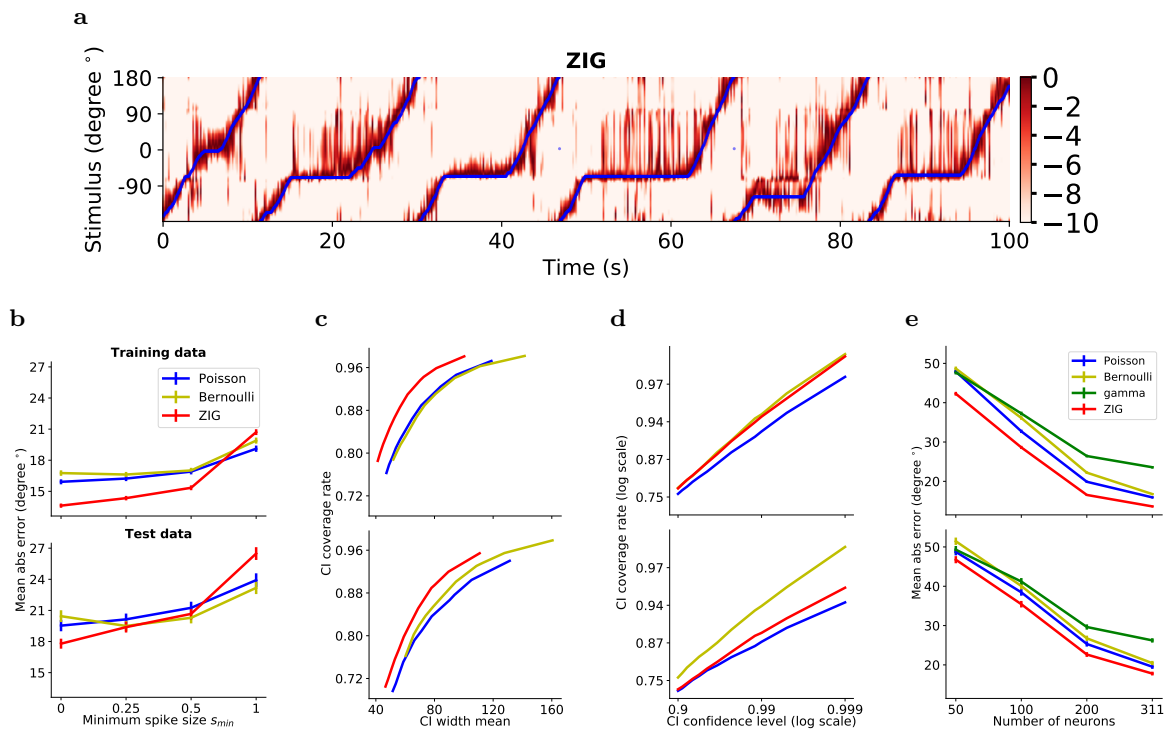 a
ZIG
Stimulus (degree °)
180
90
0
-90
0
20
40
60
80
100
Time (s)
0
−2
−4
−6
−8
−10
b
c
d
e
Training data
Mean abs error (degree °)
27
24
21
18
15
Poisson
Bernoulli
ZIG
Test data
27
24
21
18
15
0
0.25
0.5
1
Minimum spike size s_min
CI coverage rate
0.96
0.88
0.80
0.72
0.96
0.88
0.80
0.72
40
80
120
160
CI width mean
CI coverage rate (log scale)
0.97
0.94
0.87
0.75
0.97
0.94
0.87
0.75
0.9
0.99
0.999
CI confidence level (log scale)
Mean abs error (degree °)
50
40
30
20
Poisson
Bernoulli
gamma
ZIG
50
40
30
20
50
100
200
311
Number of neurons